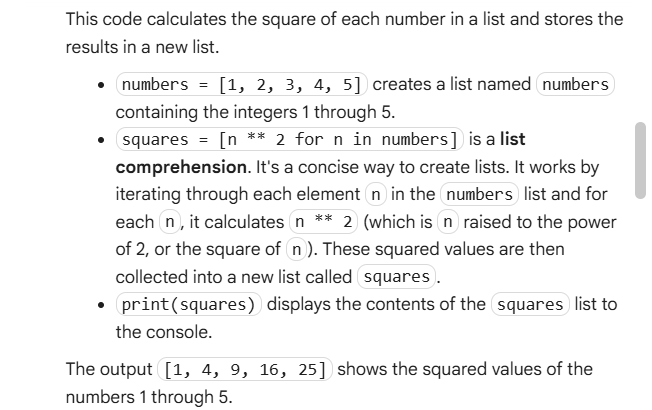 This code calculates the square of each number in a list and stores the
results in a new list.
• numbers = [1, 2, 3, 4, 5] creates a list named numbers
containing the integers 1 through 5.
• squares = [n ** 2 for n in numbers] is a list
comprehension. It's a concise way to create lists. It works by
iterating through each element n in the numbers list and for
each n, it calculates n ** 2 (which is n raised to the power
of 2, or the square of n). These squared values are then
collected into a new list called squares.
• print(squares) displays the contents of the squares list to
the console.
The output [1, 4, 9, 16, 25] shows the squared values of the
numbers 1 through 5.